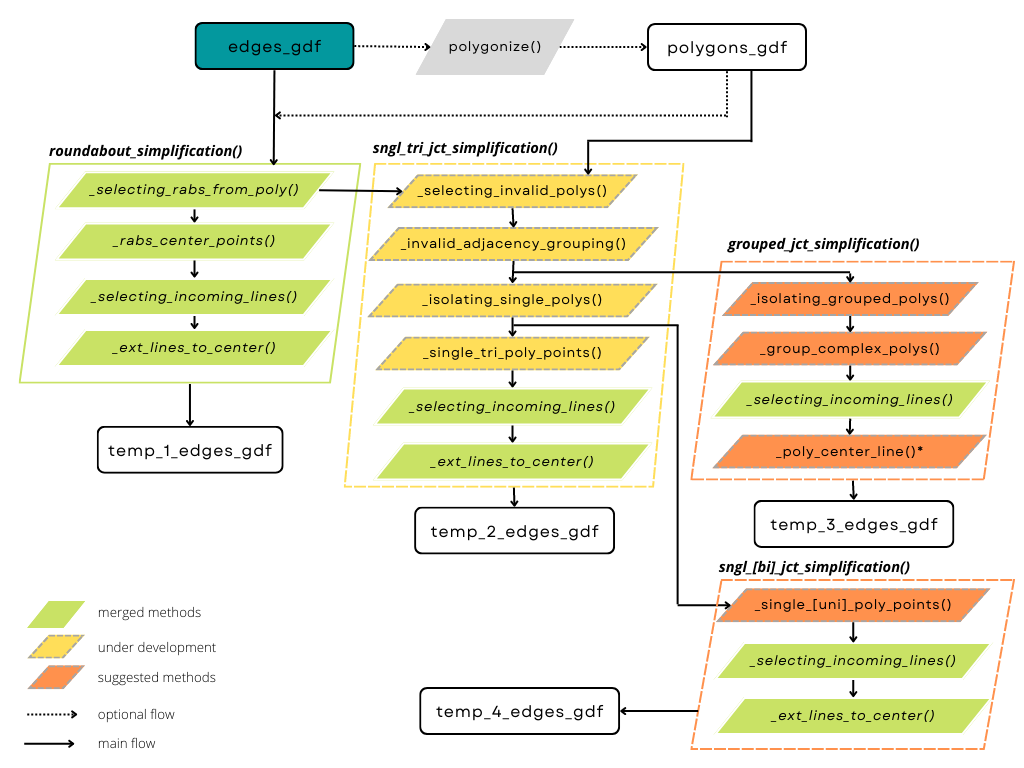 edges_gdf
polygonize()
polygons_gdf
roundabout_simplification()
_selecting_rabs_from_poly()
_rabs_center_points()
_selecting_incoming_lines()
_ext_lines_to_center()
temp_1_edges_gdf
sngl_tri_jct_simplification()
_selecting_invalid_polys()
_invalid_adjacency_grouping()
_isolating_single_polys()
_single_tri_poly_points()
_selecting_incoming_lines()
_ext_lines_to_center()
temp_2_edges_gdf
grouped_jct_simplification()
_isolating_grouped_polys()
_group_complex_polys()
_selecting_incoming_lines()
_poly_center_line()*
temp_3_edges_gdf
sngl_[bi]_jct_simplification()
_single_[uni]_poly_points()
_selecting_incoming_lines()
_ext_lines_to_center()
temp_4_edges_gdf
merged methods
under development
suggested methods
optional flow
main flow